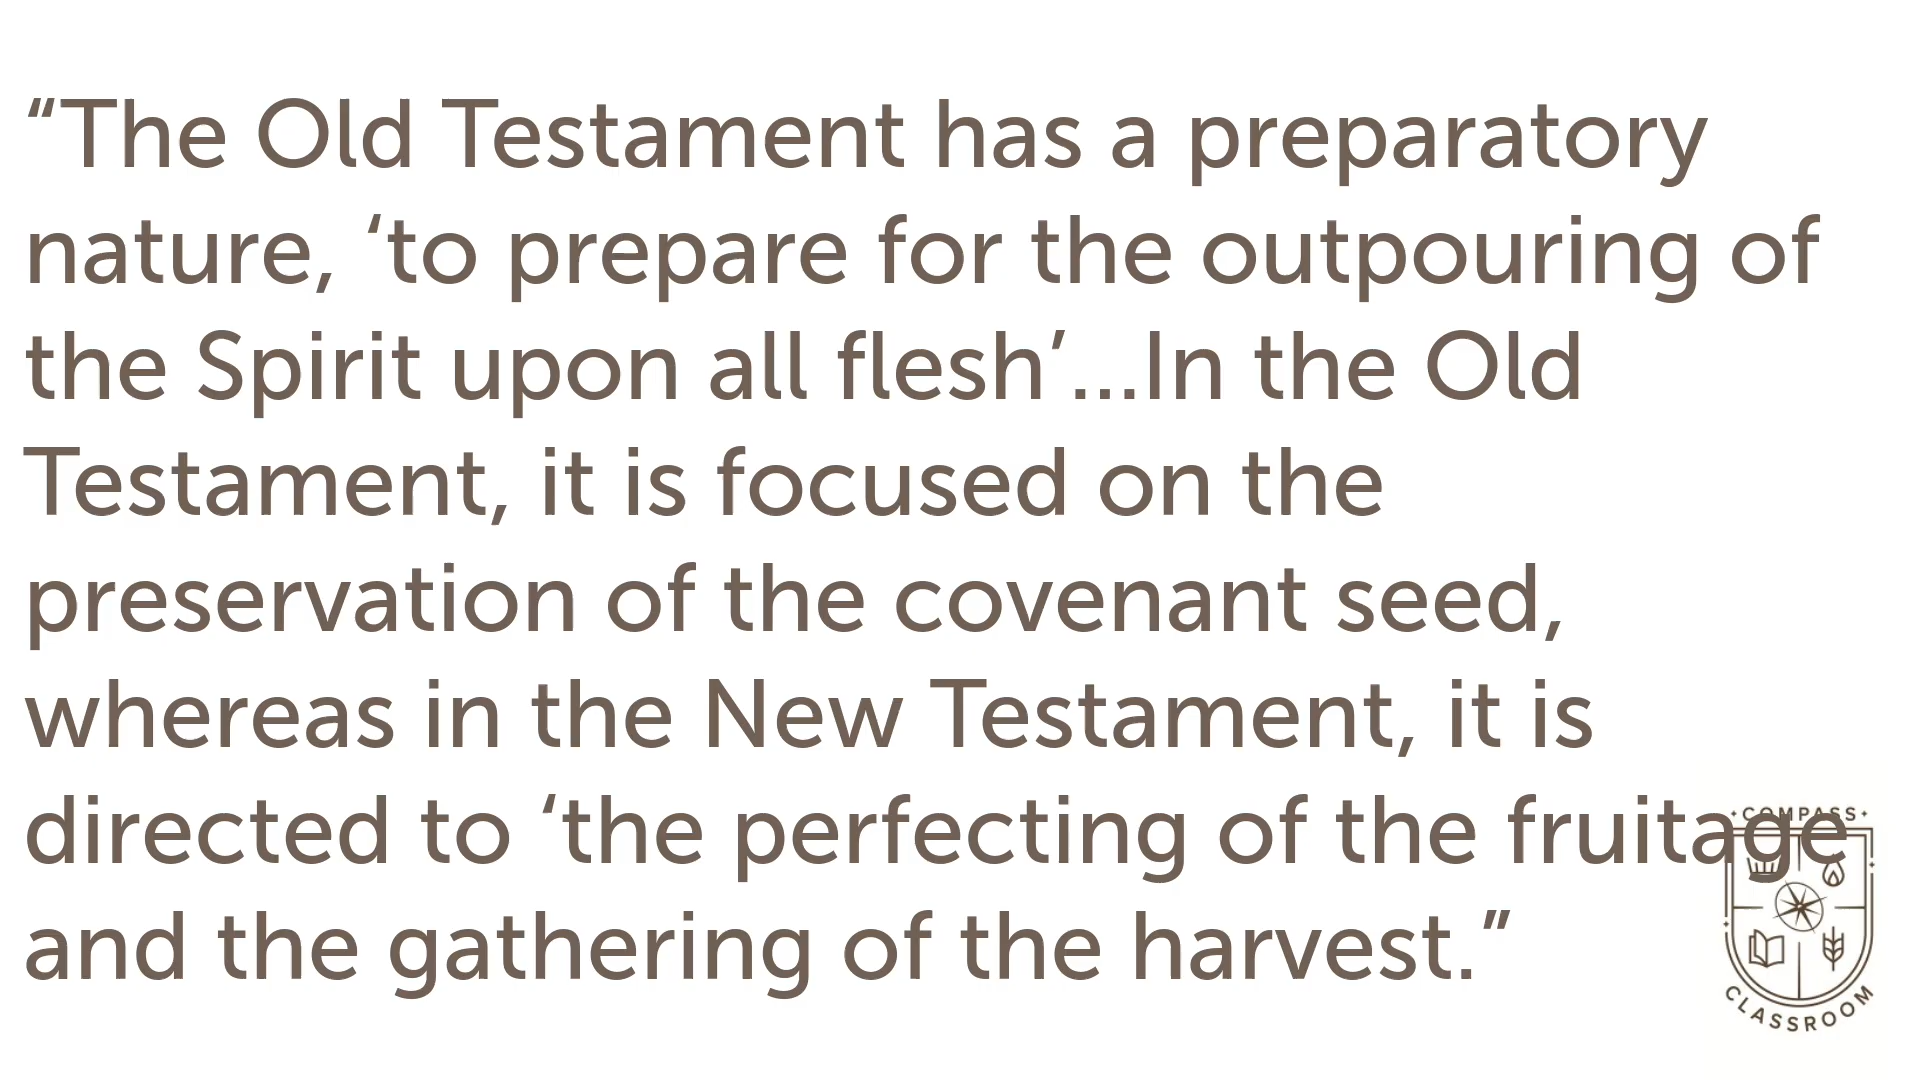 “The Old Testament has a preparatory
nature, ‘to prepare for the outpouring of
the Spirit upon all flesh’...In the Old
Testament, it is focused on the
preservation of the covenant seed,
whereas in the New Testament, it is
directed to ‘the perfecting of the fruitage
and the gathering of the harvest.”
COMPASS
CLASSROOM